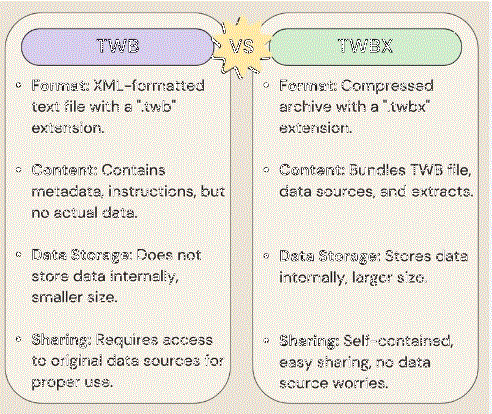 TWB
VS
TWBX
• Format: XML-formatted
text file with a ".twb"
extension.
• Content: Contains
metadata, instructions, but
no actual data.
• Data Storage: Does not
store data internally,
smaller size.
• Sharing: Requires access
to original data sources for
proper use.
• Format: Compressed
archive with a ".twbx"
extension.
• Content: Bundles TWB file,
data sources, and extracts.
• Data Storage: Stores data
internally, larger size.
• Sharing: Self-contained,
easy sharing, no data
source worries.